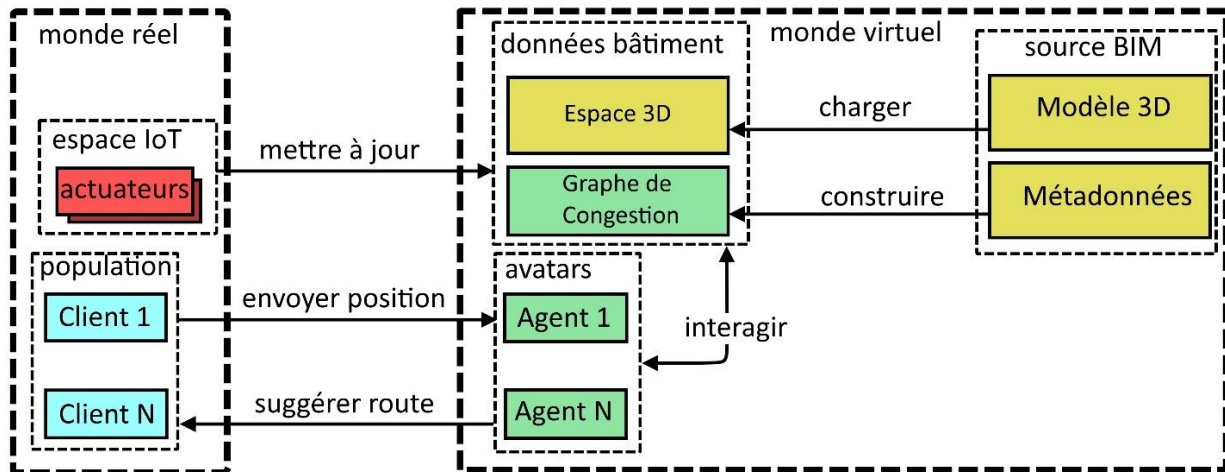 monde réel
espace IoT
actuateurs
population
Client 1
Client N
mettre à jour
envoyer position
suggérer route
monde virtuel
données bâtiment
Espace 3D
Graphe de
Congestion
avatars
Agent 1
Agent N
interagir
charger
construire
source BIM
Modèle 3D
Métadonnées